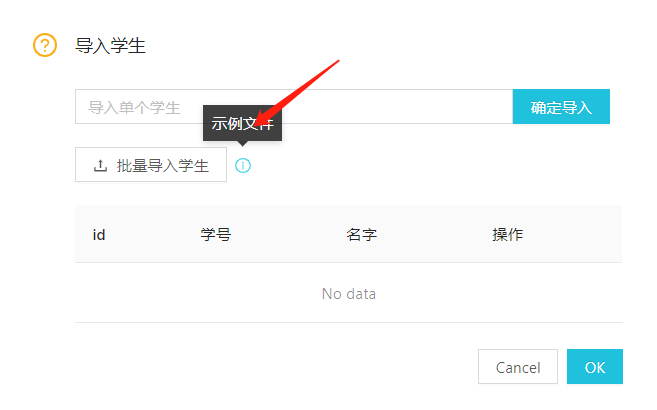 导入学生
导入单个学生 确定导入
示例文件
批量导入学生
id 学号 名字 操作
No data
Cancel OK